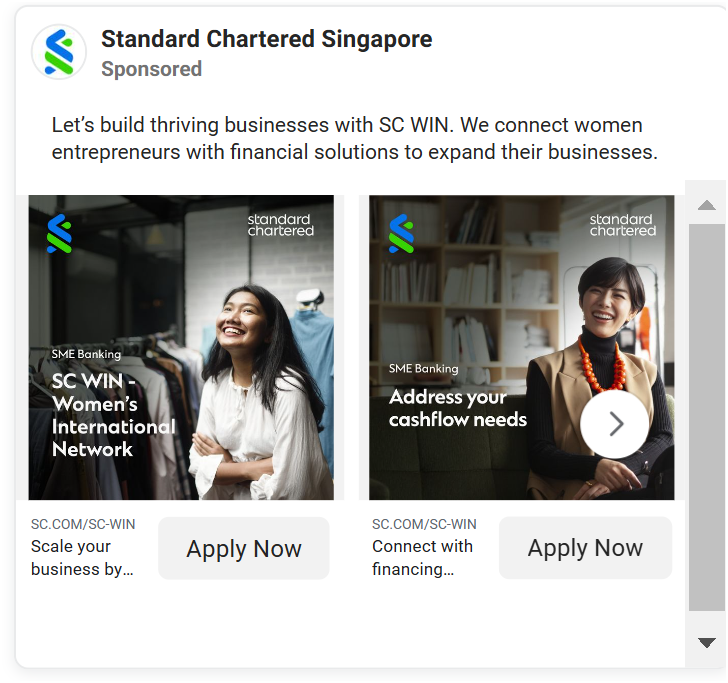 Standard Chartered Singapore
Sponsored
Let’s build thriving businesses with SC WIN. We connect women
entrepreneurs with financial solutions to expand their businesses.
standard
chartered
SME Banking
SC WIN -
Women’s
International
Network
SC.COM/SC-WIN
Scale your
business by...
Apply Now
standard
chartered
SME Banking
Address your
cashflow needs
SC.COM/SC-WIN
Connect with
financing...
Apply Now